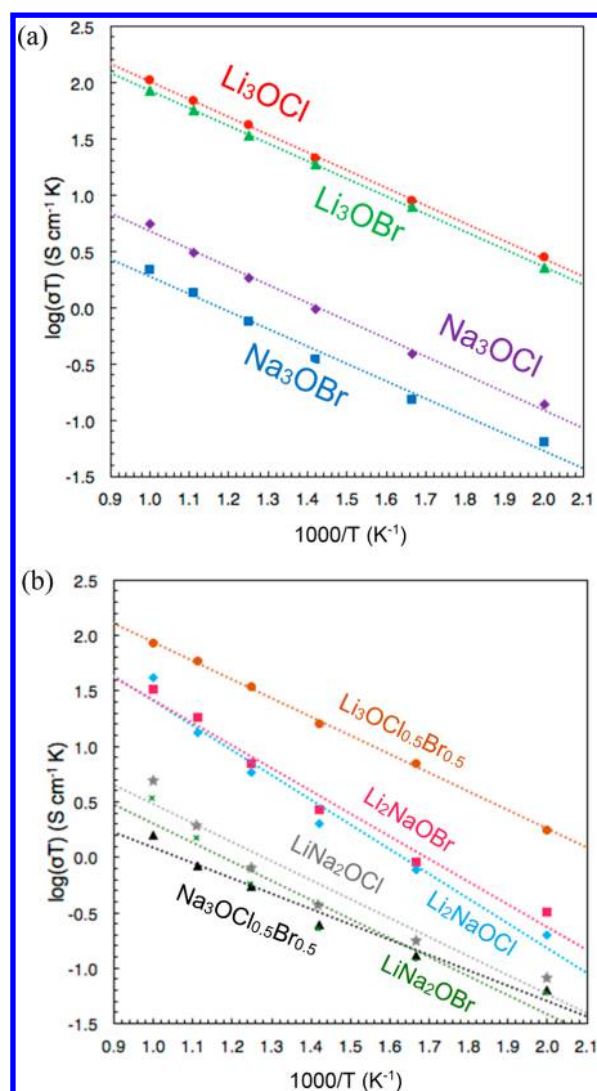 (a)
2.5
2.0
1.5
1.0
0.5
0.0
-0.5
-1.0
-1.5
log(σT) (S cm⁻¹ K)
Li₃OCl
Li₃OBr
Na₃OCl
Na₃OBr
0.9 1.0 1.1 1.2 1.3 1.4 1.5 1.6 1.7 1.8 1.9 2.0 2.1
1000/T (K⁻¹)
(b)
2.5
2.0
1.5
1.0
0.5
0.0
-0.5
-1.0
-1.5
log(σT) (S cm⁻¹ K)
Li₃OCl₀.₅Br₀.₅
Li₂NaOBr
LiNa₂OCl
Li₂NaOCl
Na₃OCl₀.₅Br₀.₅
LiNa₂OBr
0.9 1.0 1.1 1.2 1.3 1.4 1.5 1.6 1.7 1.8 1.9 2.0 2.1
1000/T (K⁻¹)